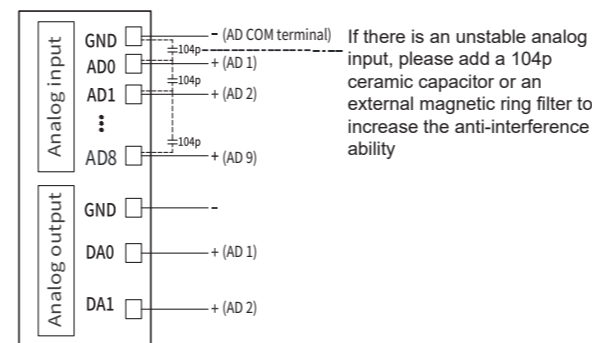 Analog input
GND
- (AD COM terminal)
104p
AD0
+ (AD 1)
104p
AD1
+ (AD 2)
104p
AD8
+ (AD 9)
If there is an unstable analog
input, please add a 104p
ceramic capacitor or an
external magnetic ring filter to
increase the anti-interference
ability
Analog output
GND
-
DA0
+ (AD 1)
DA1
+ (AD 2)